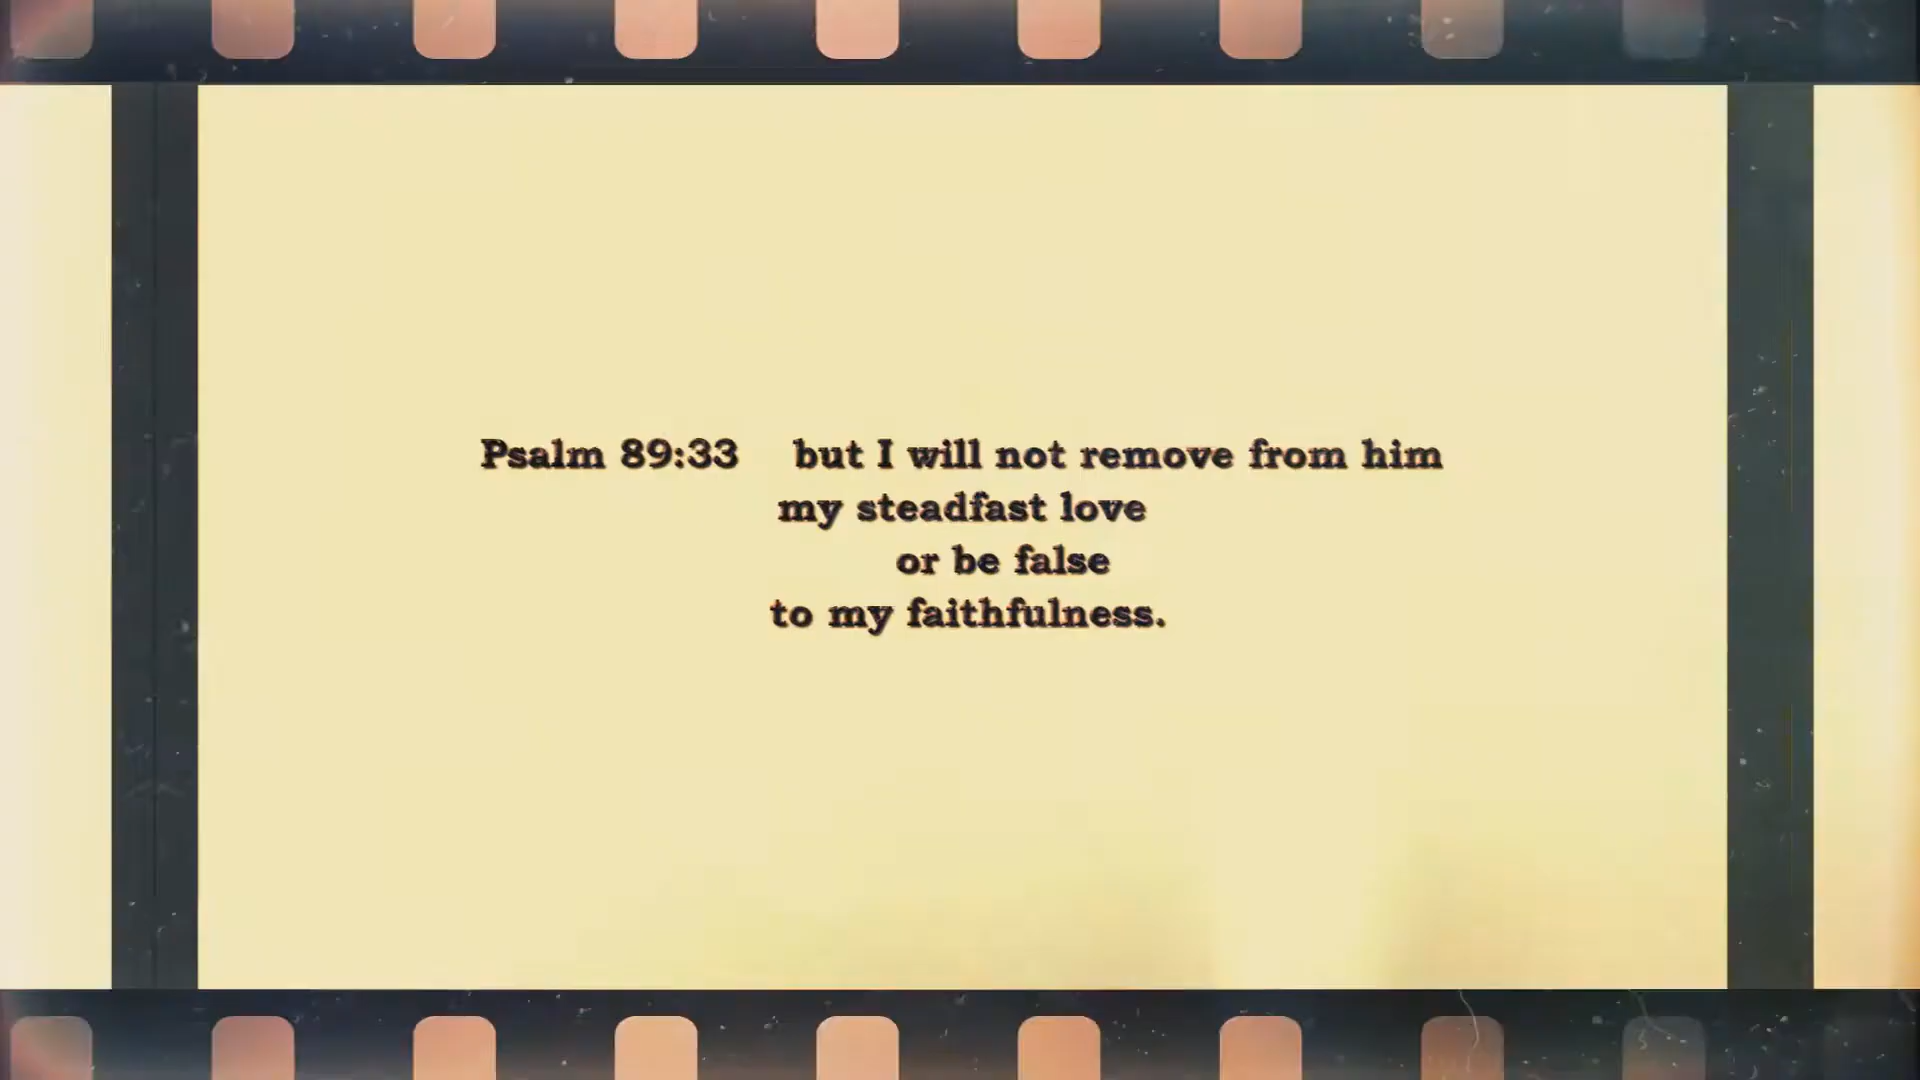 Psalm 89:33 but I will not remove from him
my steadfast love
or be false
to my faithfulness.